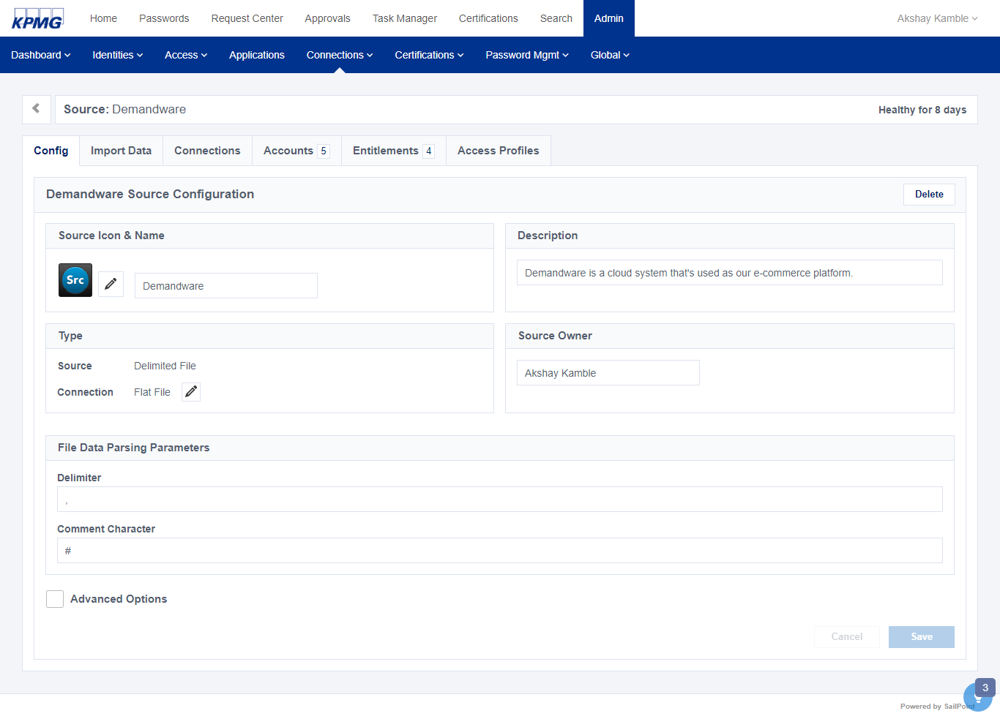 KPMG Home Passwords Request Center Approvals Task Manager Certifications Search Admin Akshay Kamble
Dashboard Identities Access Applications Connections Certifications Password Mgmt Global
Source: Demandware Healthy for 8 days
Config Import Data Connections Accounts 5 Entitlements 4 Access Profiles
Demandware Source Configuration Delete
Source Icon & Name
Src Demandware
Description
Demandware is a cloud system that's used as our e-commerce platform.
Type
Source Delimited File
Connection Flat File
Source Owner
Akshay Kamble
File Data Parsing Parameters
Delimiter
,
Comment Character
#
Advanced Options
Cancel Save
3
Powered by SailPoint